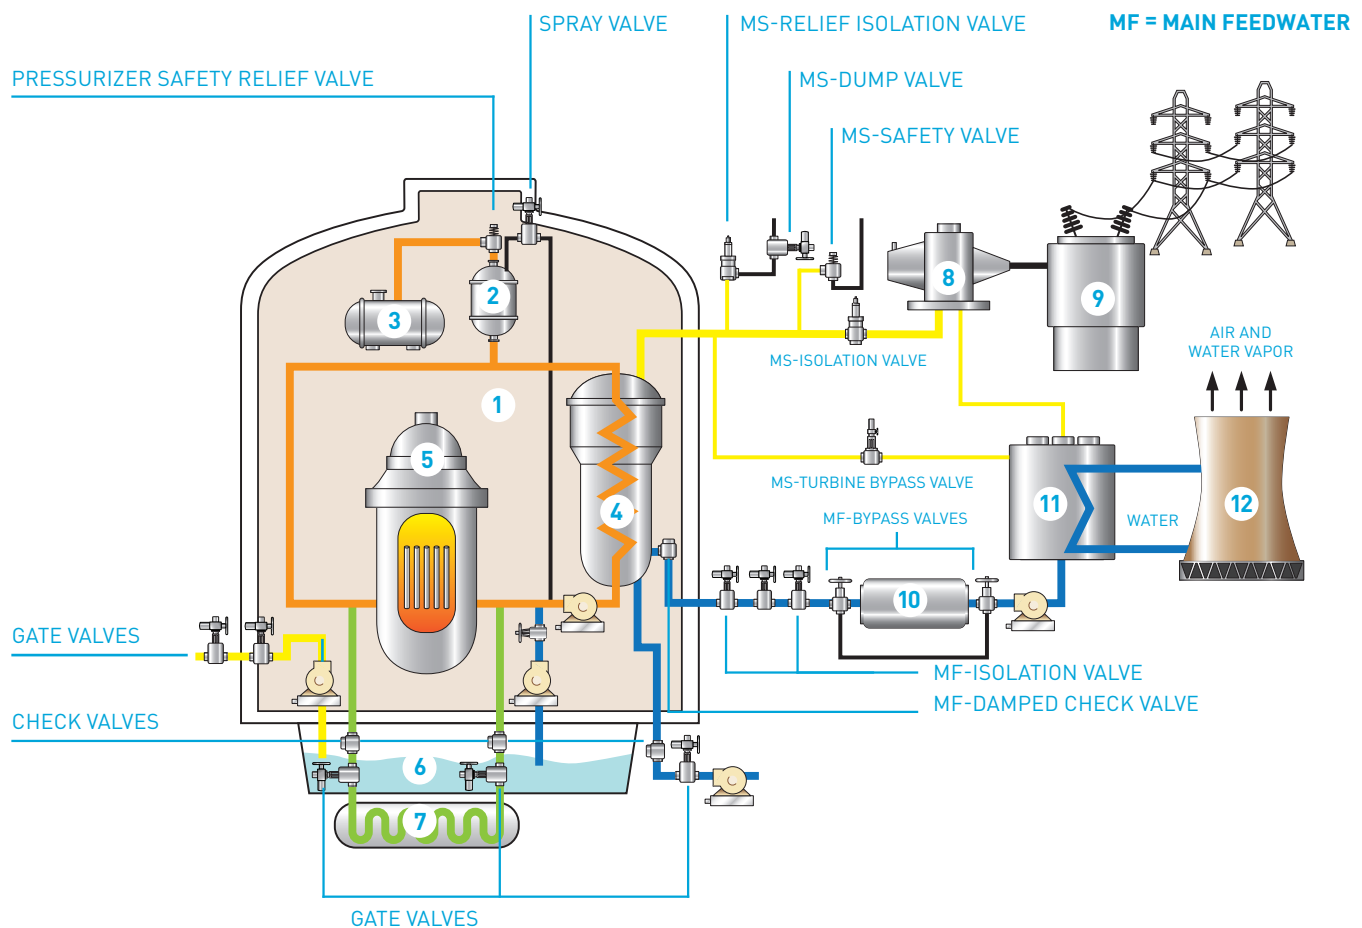 SPRAY VALVE
MS-RELIEF ISOLATION VALVE
MF = MAIN FEEDWATER
PRESSURIZER SAFETY RELIEF VALVE
MS-DUMP VALVE
MS-SAFETY VALVE
8
2
9
3
AIR AND
WATER VAPOR
MS-ISOLATION VALVE
1
5
MS-TURBINE BYPASS VALVE
4
11
12
MF-BYPASS VALVES
WATER
10
GATE VALVES
MF-ISOLATION VALVE
MF-DAMPED CHECK VALVE
CHECK VALVES
6
7
GATE VALVES